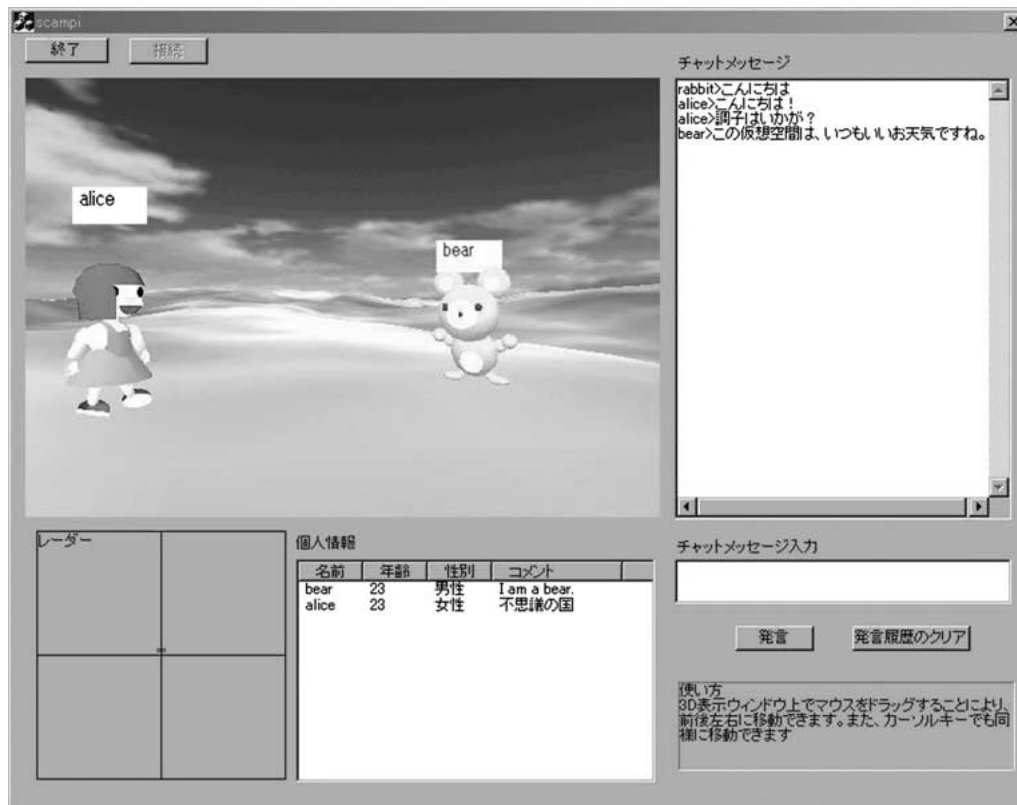 scampi
終了
接続
チャットメッセージ
rabbit>こんにちは
alice>こんにちは！
alice>調子はいかが？
bear>この仮想空間は、いつもいいお天気ですね。
alice
bear
レーダー
個人情報
名前 年齢 性別 コメント
bear 23 男性 I am a bear.
alice 23 女性 不思議の国
チャットメッセージ入力
発言 発言履歴のクリア
使い方
3D表示ウィンドウ上でマウスをドラッグすることにより、
前後左右に移動できます。また、カーソルキーでも同
様に移動できます